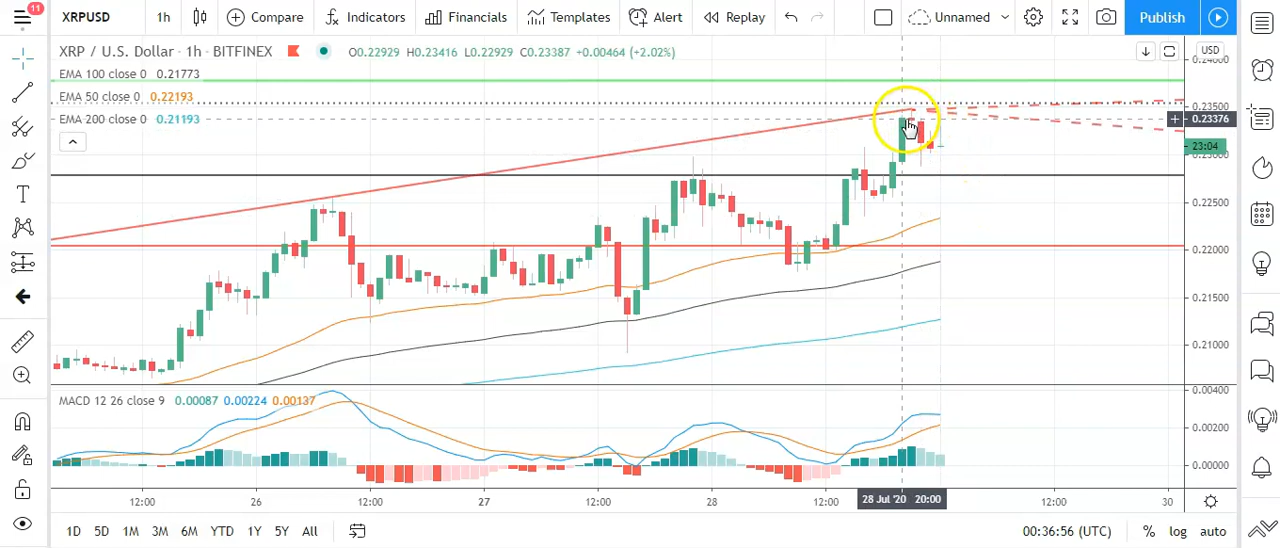 11
XRPUSD 1h Compare Indicators Financials Templates Alert Replay Unnamed Publish
XRP / U.S. Dollar · 1h · BITFINEX O0.22929 H0.23416 L0.22929 C0.23387 +0.00464 (+2.02%) USD
EMA 100 close 0 0.21773
EMA 50 close 0 0.22193
EMA 200 close 0 0.21193
0.24000
0.23500
0.23376
23:04
0.23000
0.22500
0.22000
0.21500
0.21000
MACD 12 26 close 9 0.00087 0.00224 0.00137
0.00400
0.00200
0.00000
12:00 26 12:00 27 12:00 28 12:00 28 Jul '20 20:00 12:00 30
1D 5D 1M 3M 6M YTD 1Y 5Y All 00:36:56 (UTC) % log auto